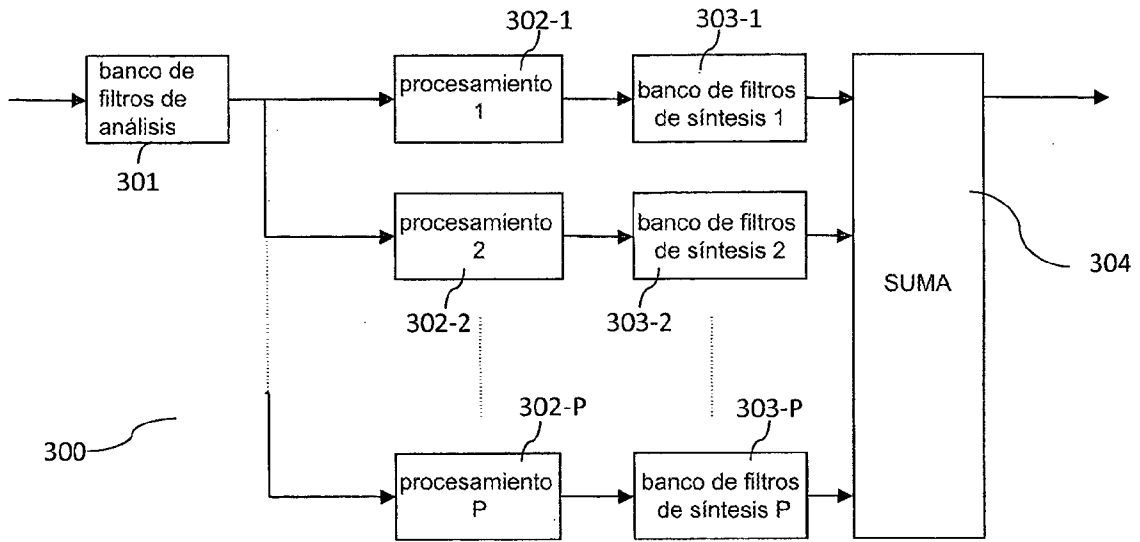 302-1
303-1
banco de
filtros de
análisis
301
procesamiento
1
banco de filtros
de síntesis 1
procesamiento
2
302-2
banco de filtros
de síntesis 2
303-2
SUMA
304
302-P
303-P
300
procesamiento
P
banco de filtros
de síntesis P